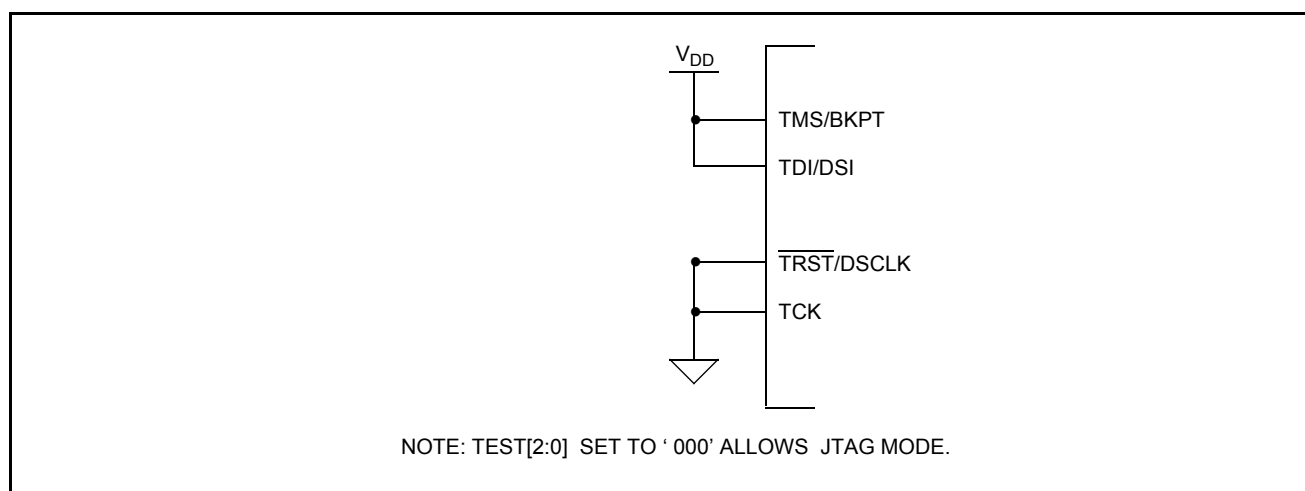 VDD
TMS/BKPT
TDI/DSI
TRST/DSCLK
TCK
NOTE: TEST[2:0] SET TO ‘ 000’ ALLOWS JTAG MODE.